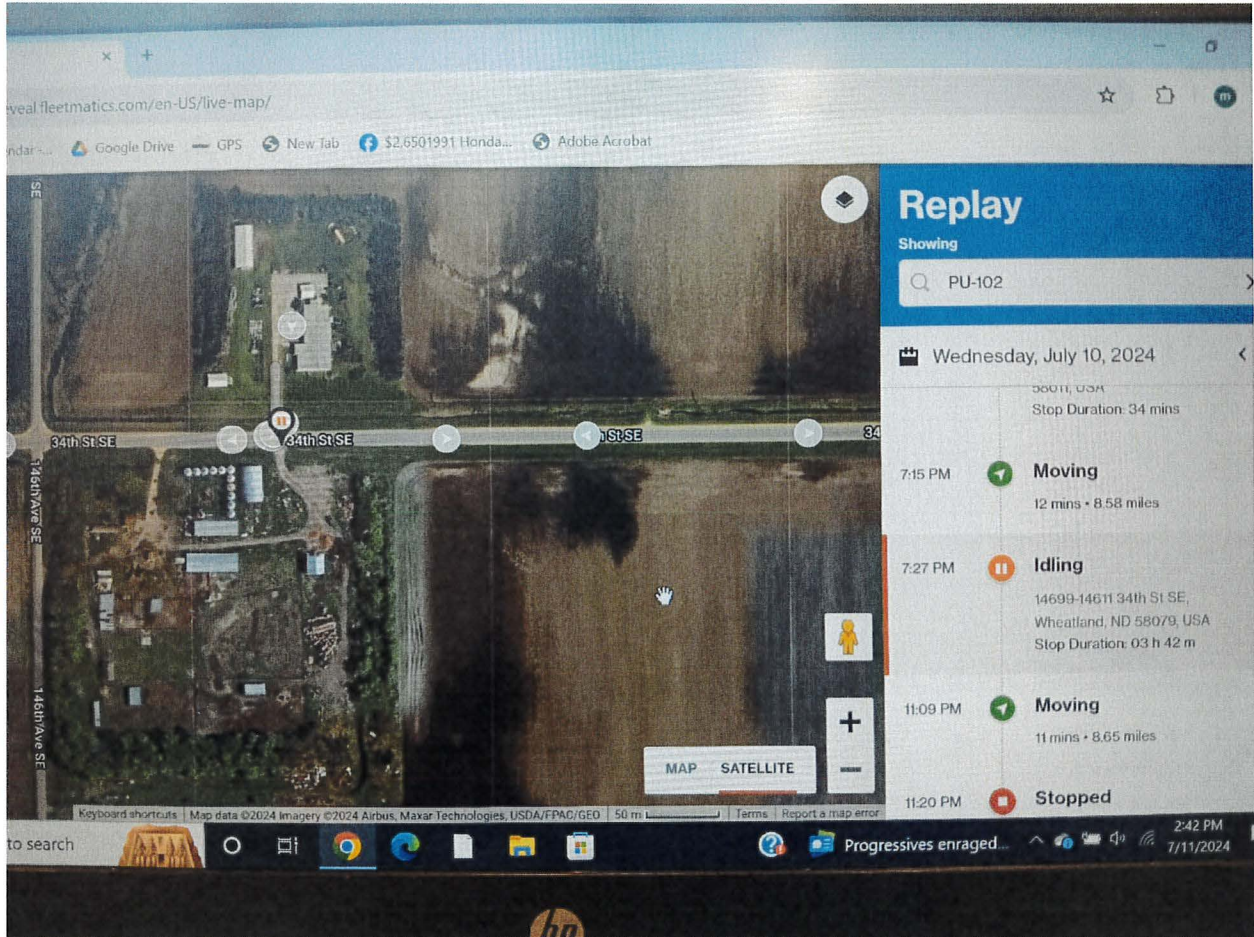 eveal.fleetmatics.com/en-US/live-map/
Google Drive
GPS
New Tab
$2,6501991 Honda...
Adobe Acrobat
SE
34th St SE
34th St SE
St SE
34
146th Ave SE
146th Ave SE
MAP SATELLITE
Keyboard shortcuts Map data ©2024 Imagery ©2024 Airbus, Maxar Technologies, USDA/FPAC/GEO 50 m Terms Report a map error
Replay
Showing
PU-102
Wednesday, July 10, 2024
58011, USA
Stop Duration: 34 mins
7:15 PM Moving
12 mins • 8.58 miles
7:27 PM Idling
14699-14611 34th St SE,
Wheatland, ND 58079, USA
Stop Duration: 03 h 42 m
11:09 PM Moving
11 mins • 8.65 miles
11:20 PM Stopped
to search
Progressives enraged...
2:42 PM
7/11/2024
hp